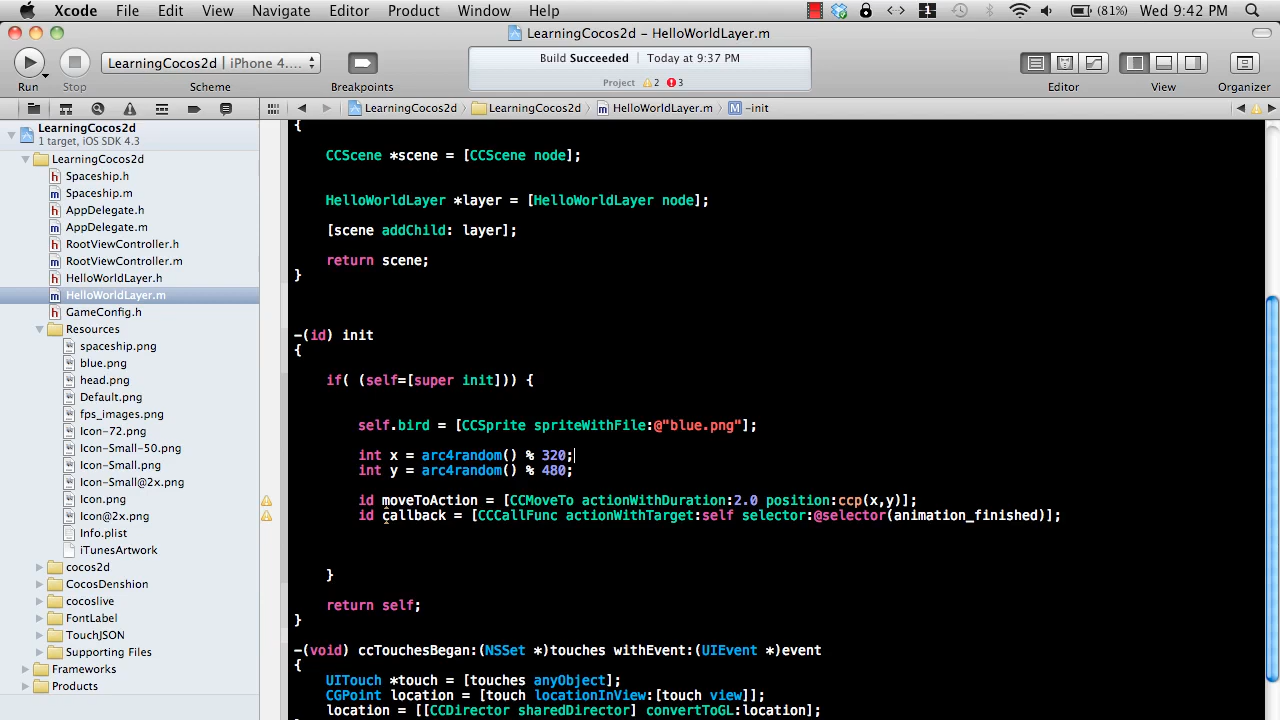 Xcode File Edit View Navigate Editor Product Window Help 1 (81%) Wed 9:42 PM
LearningCocos2d - HelloWorldLayer.m
LearningCocos2d | iPhone 4....
Build Succeeded | Today at 9:37 PM
Project 2 3
Run Stop Scheme Breakpoints Editor View Organizer
LearningCocos2d LearningCocos2d HelloWorldLayer.m M -init
LearningCocos2d
1 target, iOS SDK 4.3
LearningCocos2d
h Spaceship.h
m Spaceship.m
h AppDelegate.h
m AppDelegate.m
h RootViewController.h
m RootViewController.m
h HelloWorldLayer.h
m HelloWorldLayer.m
h GameConfig.h
Resources
spaceship.png
blue.png
head.png
Default.png
fps_images.png
Icon-72.png
Icon-Small-50.png
Icon-Small.png
Icon-Small@2x.png
Icon.png
Icon@2x.png
Info.plist
iTunesArtwork
cocos2d
CocosDenshion
cocoslive
FontLabel
TouchJSON
Supporting Files
Frameworks
Products
{
CCScene *scene = [CCScene node];
HelloWorldLayer *layer = [HelloWorldLayer node];
[scene addChild: layer];
return scene;
}
-(id) init
{
if( (self=[super init])) {
self.bird = [CCSprite spriteWithFile:@"blue.png"];
int x = arc4random() % 320;
int y = arc4random() % 480;
id moveToAction = [CCMoveTo actionWithDuration:2.0 position:ccp(x,y)];
id callback = [CCCallFunc actionWithTarget:self selector:@selector(animation_finished)];
}
return self;
}
-(void) ccTouchesBegan:(NSSet *)touches withEvent:(UIEvent *)event
{
UITouch *touch = [touches anyObject];
CGPoint location = [touch locationInView:[touch view]];
location = [[CCDirector sharedDirector] convertToGL:location];